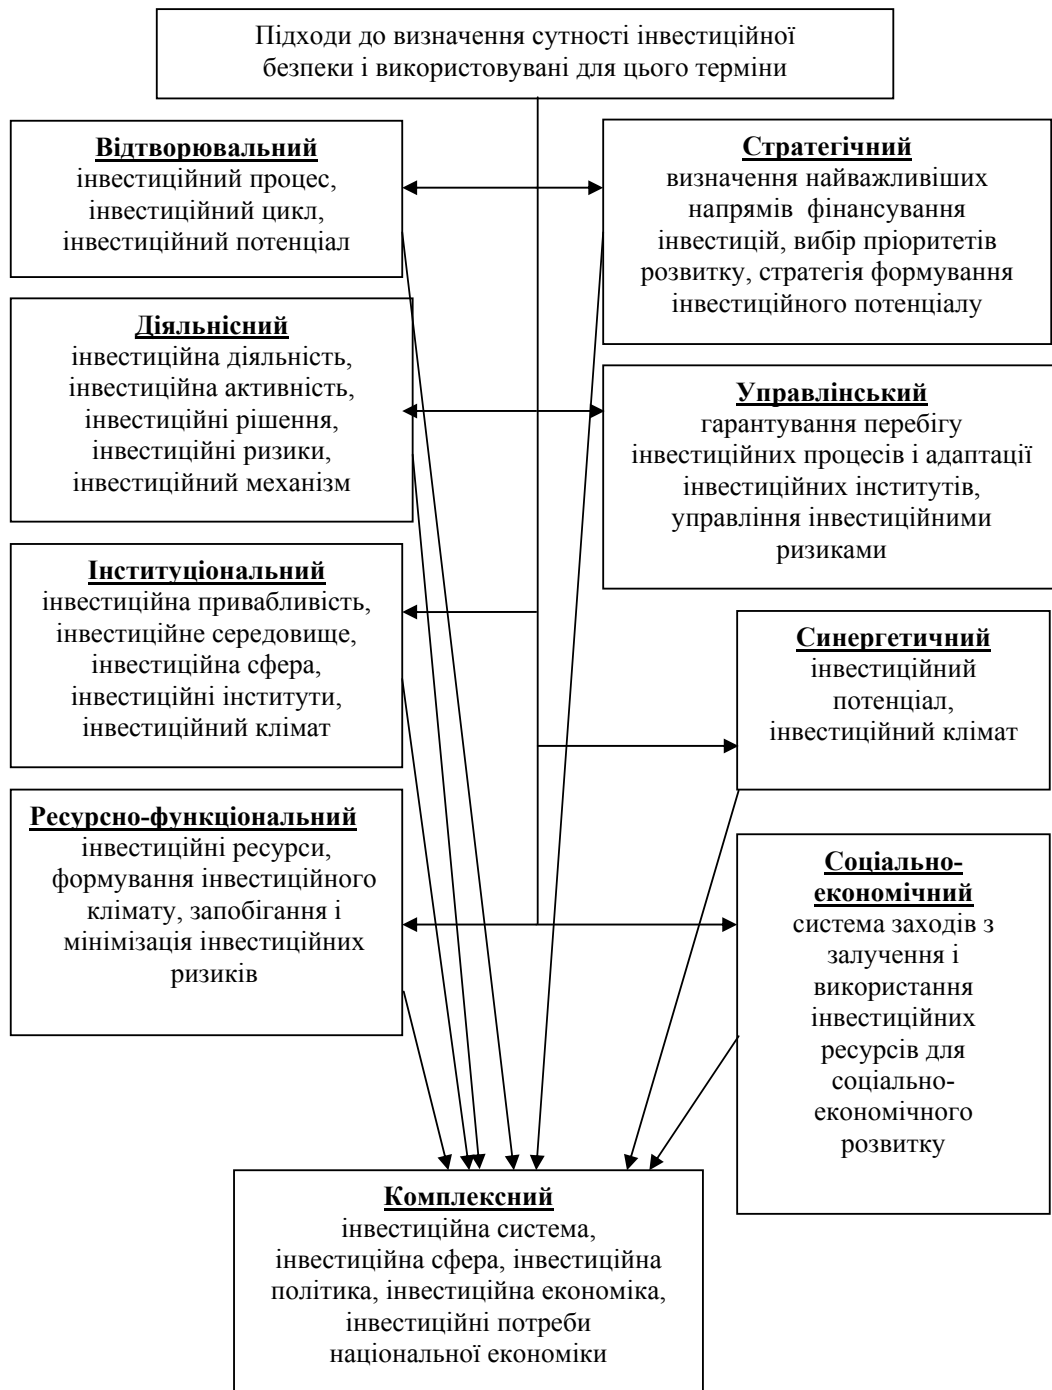 Підходи до визначення сутності інвестиційної
безпеки і використовувані для цього терміни
Відтворювальний
інвестиційний процес,
інвестиційний цикл,
інвестиційний потенціал
Стратегічний
визначення найважливіших
напрямів фінансування
інвестицій, вибір пріоритетів
розвитку, стратегія формування
інвестиційного потенціалу
Діяльнісний
інвестиційна діяльність,
інвестиційна активність,
інвестиційні рішення,
інвестиційні ризики,
інвестиційний механізм
Управлінський
гарантування перебігу
інвестиційних процесів і адаптації
інвестиційних інститутів,
управління інвестиційними
ризиками
Інституціональний
інвестиційна привабливість,
інвестиційне середовище,
інвестиційна сфера,
інвестиційні інститути,
інвестиційний клімат
Синергетичний
інвестиційний
потенціал,
інвестиційний клімат
Ресурсно-функціональний
інвестиційні ресурси,
формування інвестиційного
клімату, запобігання і
мінімізація інвестиційних
ризиків
Соціально-
економічний
система заходів з
залучення і
використання
інвестиційних
ресурсів для
соціально-
економічного
розвитку
Комплексний
інвестиційна система,
інвестиційна сфера, інвестиційна
політика, інвестиційна економіка,
інвестиційні потреби
національної економіки